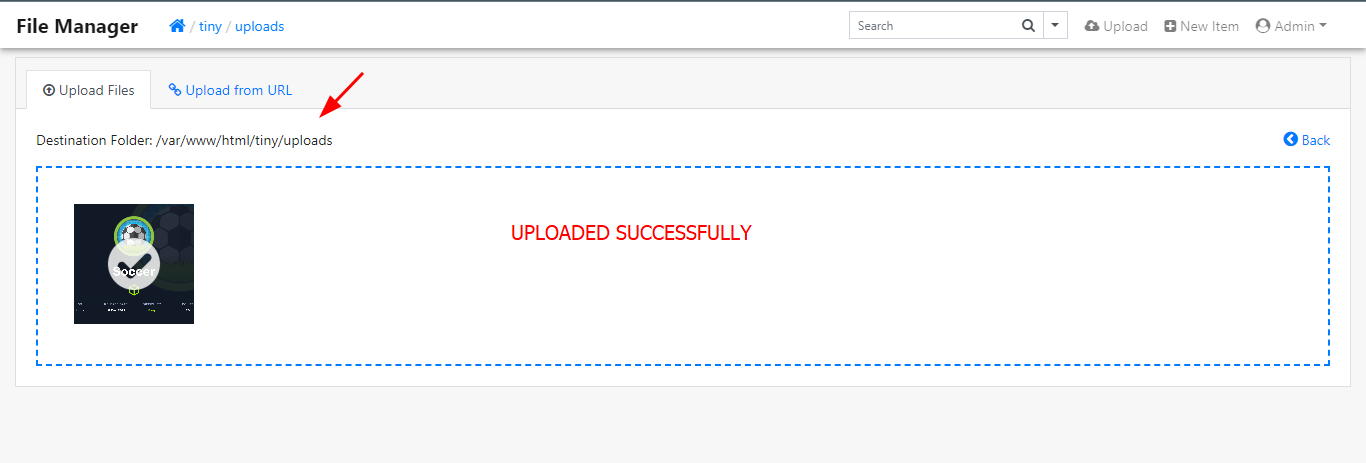 File Manager
/ tiny / uploads
Search
Upload
New Item
Admin
Upload Files
Upload from URL
Destination Folder: /var/www/html/tiny/uploads
Back
UPLOADED SUCCESSFULLY
Soccer